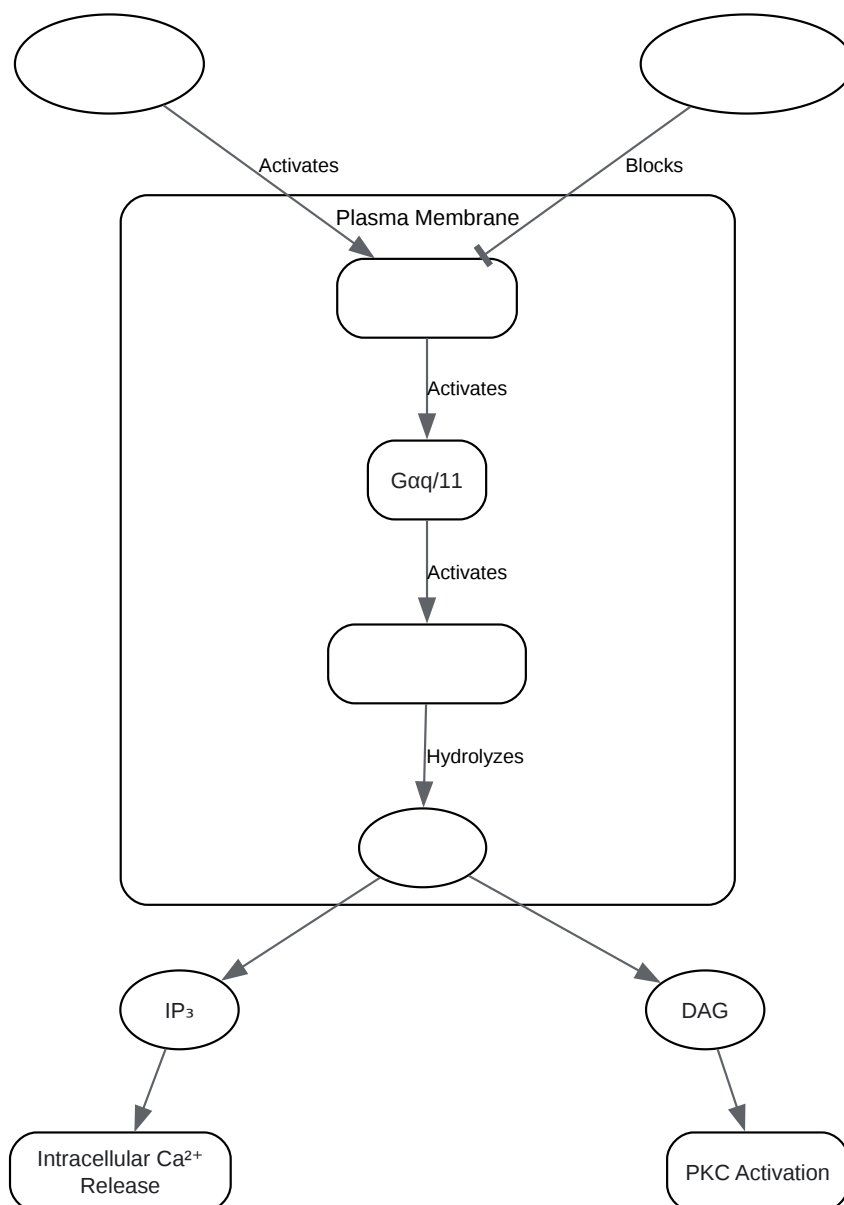 Activates
Blocks
Plasma Membrane
Activates
Gαq/11
Activates
Hydrolyzes
IP₃
DAG
Intracellular Ca²⁺
Release
PKC Activation